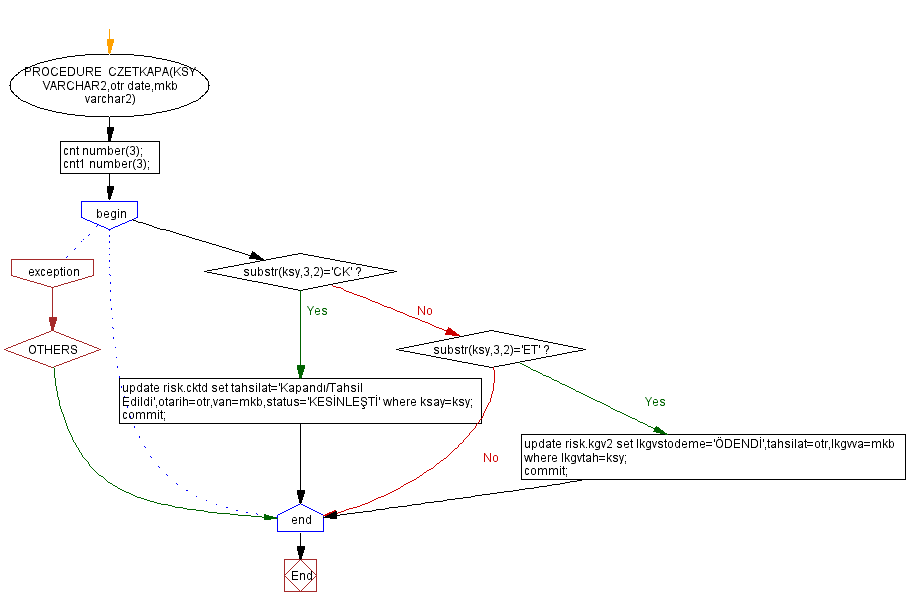 PROCEDURE CZETKAPA(KSY
VARCHAR2,otr date,mkb
varchar2)
cnt number(3);
cnt1 number(3);
begin
exception
substr(ksy,3,2)='CK' ?
Yes
No
OTHERS
substr(ksy,3,2)='ET' ?
update risk.cktd set tahsilat='Kapandı/Tahsil
Edildi',otarih=otr,van=mkb,status='KESİNLEŞTİ' where ksay=ksy;
commit;
Yes
No
update risk.kgv2 set lkgvstodeme='ÖDENDİ',tahsilat=otr,lkgvva=mkb
where lkgvtah=ksy;
commit;
end
End